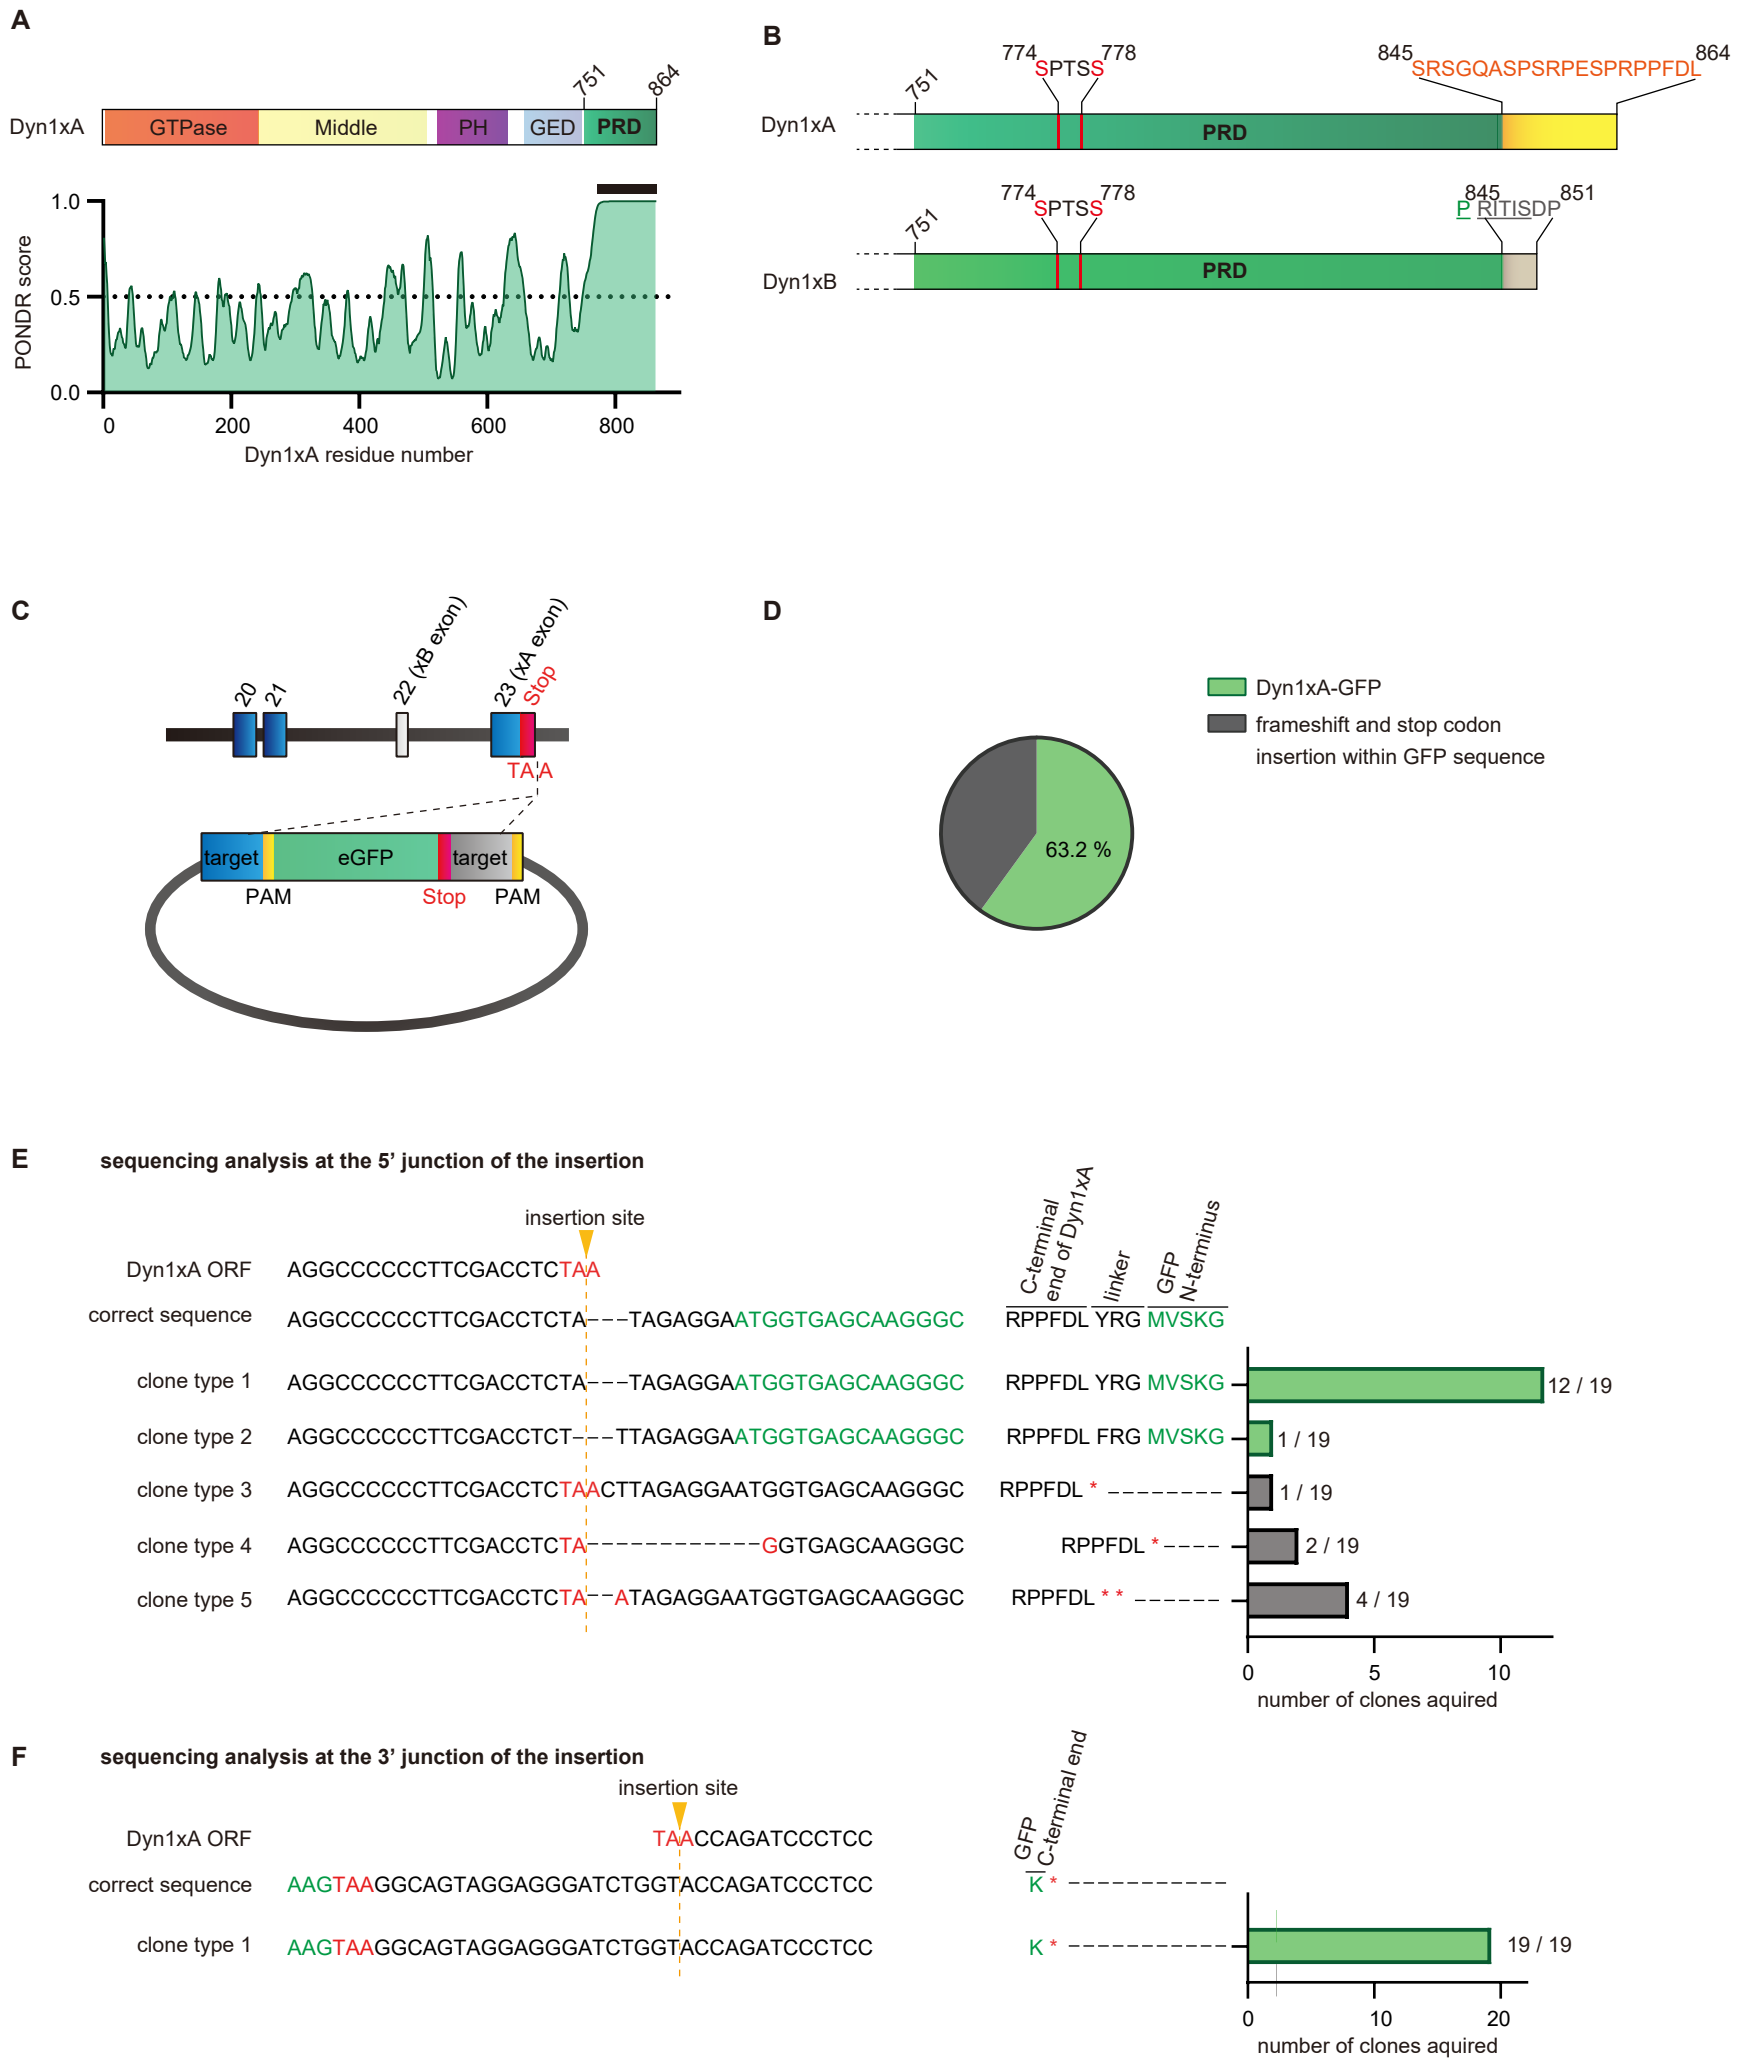 A
751
864
Dyn1xA
GTPase
Middle
PH
GED
PRD
1.0
0.5
0.0
PONDR score
0
200
400
600
800
Dyn1xA residue number
B
774
SPTSS
778
845
SRSGQASPSRPESPRPPFDL
864
751
Dyn1xA
PRD
774
SPTSS
778
845
P RITISDP
851
751
Dyn1xB
PRD
C
20
21
22 (xB exon)
23 (xA exon)
Stop
TAA
target
eGFP
target
PAM
Stop
PAM
D
Dyn1xA-GFP
frameshift and stop codon
insertion within GFP sequence
63.2 %
E
sequencing analysis at the 5’ junction of the insertion
insertion site
C-terminal
end of Dyn1xA
linker
GFP
N-terminus
Dyn1xA ORF
AGGCCCCCCTTCGACCTCTAA
correct sequence
AGGCCCCCCTTCGACCTCTA---TAGAGGAATGGTGAGCAAGGGC
RPPFDL YRG MVSKG
clone type 1
AGGCCCCCCTTCGACCTCTA---TAGAGGAATGGTGAGCAAGGGC
RPPFDL YRG MVSKG
12 / 19
clone type 2
AGGCCCCCCTTCGACCTCT---TTAGAGGAATGGTGAGCAAGGGC
RPPFDL FRG MVSKG
1 / 19
clone type 3
AGGCCCCCCTTCGACCTCTAACTTAGAGGAATGGTGAGCAAGGGC
RPPFDL * --------
1 / 19
clone type 4
AGGCCCCCCTTCGACCTCTA-------------GGTGAGCAAGGGC
RPPFDL * ----
2 / 19
clone type 5
AGGCCCCCCTTCGACCTCTA--ATAGAGGAATGGTGAGCAAGGGC
RPPFDL * * ------
4 / 19
0
5
10
number of clones aquired
F
sequencing analysis at the 3’ junction of the insertion
insertion site
GFP
C-terminal end
Dyn1xA ORF
TAACCAGATCCCTCC
correct sequence
AAGTAAGGCAGTAGGAGGGATCTGGTACCAGATCCCTCC
K * -----------
clone type 1
AAGTAAGGCAGTAGGAGGGATCTGGTACCAGATCCCTCC
K * -----------
19 / 19
0
10
20
number of clones aquired